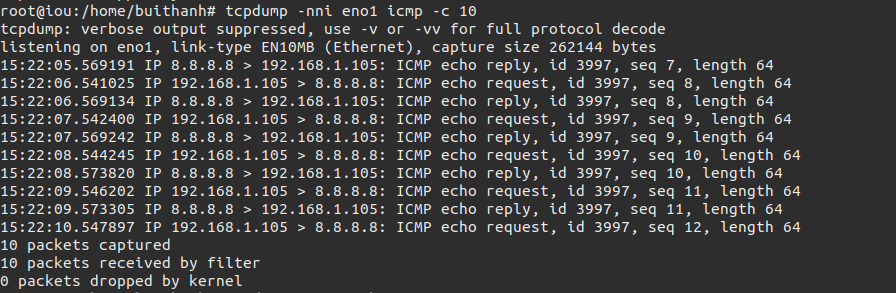 root@iou:/home/buithanh# tcpdump -nni eno1 icmp -c 10
tcpdump: verbose output suppressed, use -v or -vv for full protocol decode
listening on eno1, link-type EN10MB (Ethernet), capture size 262144 bytes
15:22:05.569191 IP 8.8.8.8 > 192.168.1.105: ICMP echo reply, id 3997, seq 7, length 64
15:22:06.541025 IP 192.168.1.105 > 8.8.8.8: ICMP echo request, id 3997, seq 8, length 64
15:22:06.569134 IP 8.8.8.8 > 192.168.1.105: ICMP echo reply, id 3997, seq 8, length 64
15:22:07.542400 IP 192.168.1.105 > 8.8.8.8: ICMP echo request, id 3997, seq 9, length 64
15:22:07.569242 IP 8.8.8.8 > 192.168.1.105: ICMP echo reply, id 3997, seq 9, length 64
15:22:08.544245 IP 192.168.1.105 > 8.8.8.8: ICMP echo request, id 3997, seq 10, length 64
15:22:08.573820 IP 8.8.8.8 > 192.168.1.105: ICMP echo reply, id 3997, seq 10, length 64
15:22:09.546202 IP 192.168.1.105 > 8.8.8.8: ICMP echo request, id 3997, seq 11, length 64
15:22:09.573305 IP 8.8.8.8 > 192.168.1.105: ICMP echo reply, id 3997, seq 11, length 64
15:22:10.547897 IP 192.168.1.105 > 8.8.8.8: ICMP echo request, id 3997, seq 12, length 64
10 packets captured
10 packets received by filter
0 packets dropped by kernel